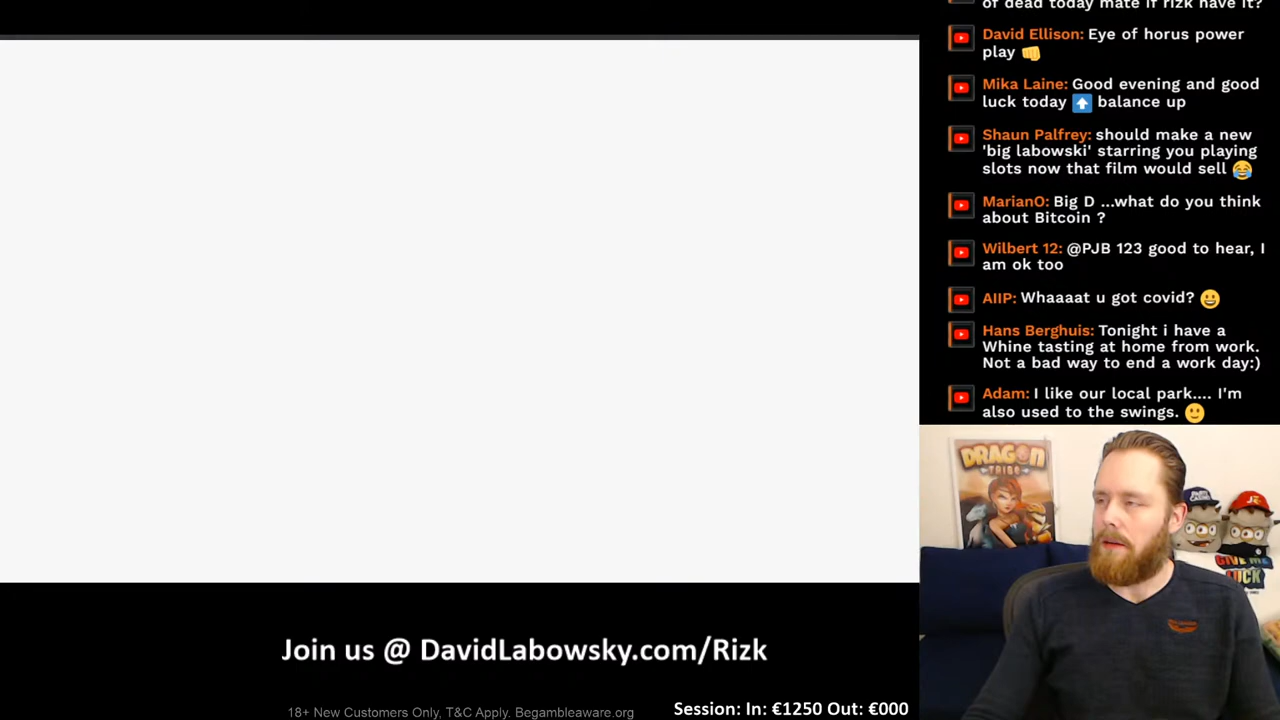 of dead today mate if rizk have it?
David Ellison: Eye of horus power
play 👊
Mika Laine: Good evening and good
luck today ⬆️ balance up
Shaun Palfrey: should make a new
'big labowski' starring you playing
slots now that film would sell 😂
MarianO: Big D ...what do you think
about Bitcoin ?
Wilbert 12: @PJB 123 good to hear, I
am ok too
AIIP: Whaaaat u got covid? 😀
Hans Berghuis: Tonight i have a
Whine tasting at home from work.
Not a bad way to end a work day:)
Adam: I like our local park.... I'm
also used to the swings. 🙂
DRAGON
TRIBE
GIVE ME
LUCK
Join us @ DavidLabowsky.com/Rizk
18+ New Customers Only, T&C Apply. Begambleaware.org
Session: In: €1250 Out: €000